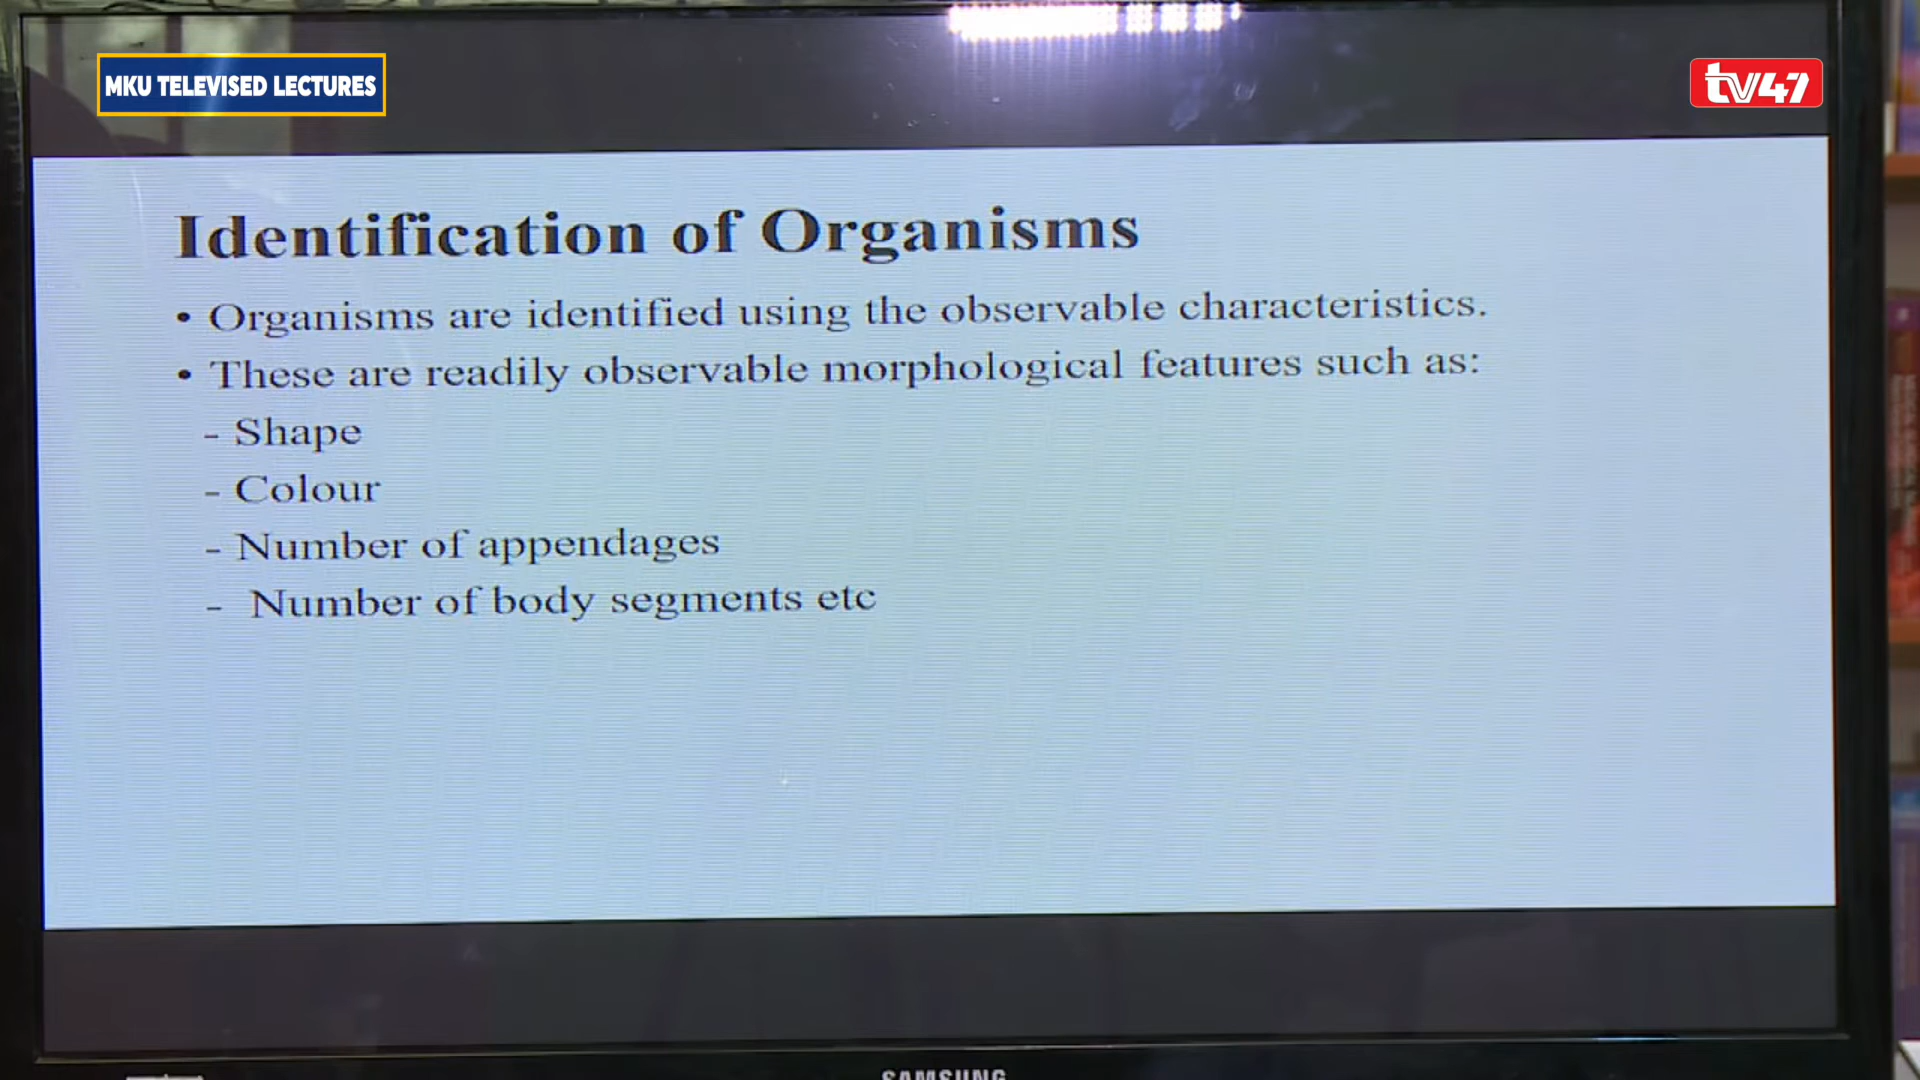 MKU TELEVISED LECTURES
tv47
Identification of Organisms
• Organisms are identified using the observable characteristics.
• These are readily observable morphological features such as:
- Shape
- Colour
- Number of appendages
- Number of body segments etc
SAMSUNG